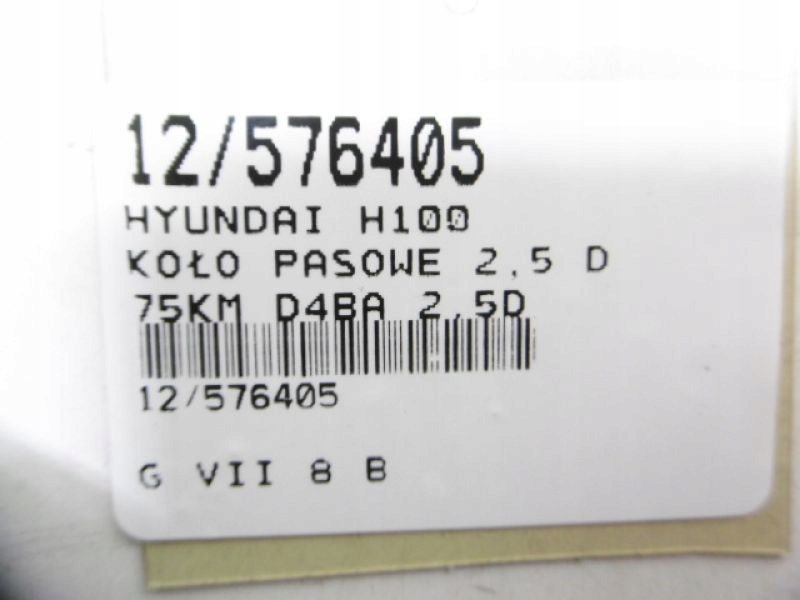 12/576405
HYUNDAI H100
KOŁO PASOWE 2,5 D
75KM D4BA 2,5D
12/576405
G VII 8 B